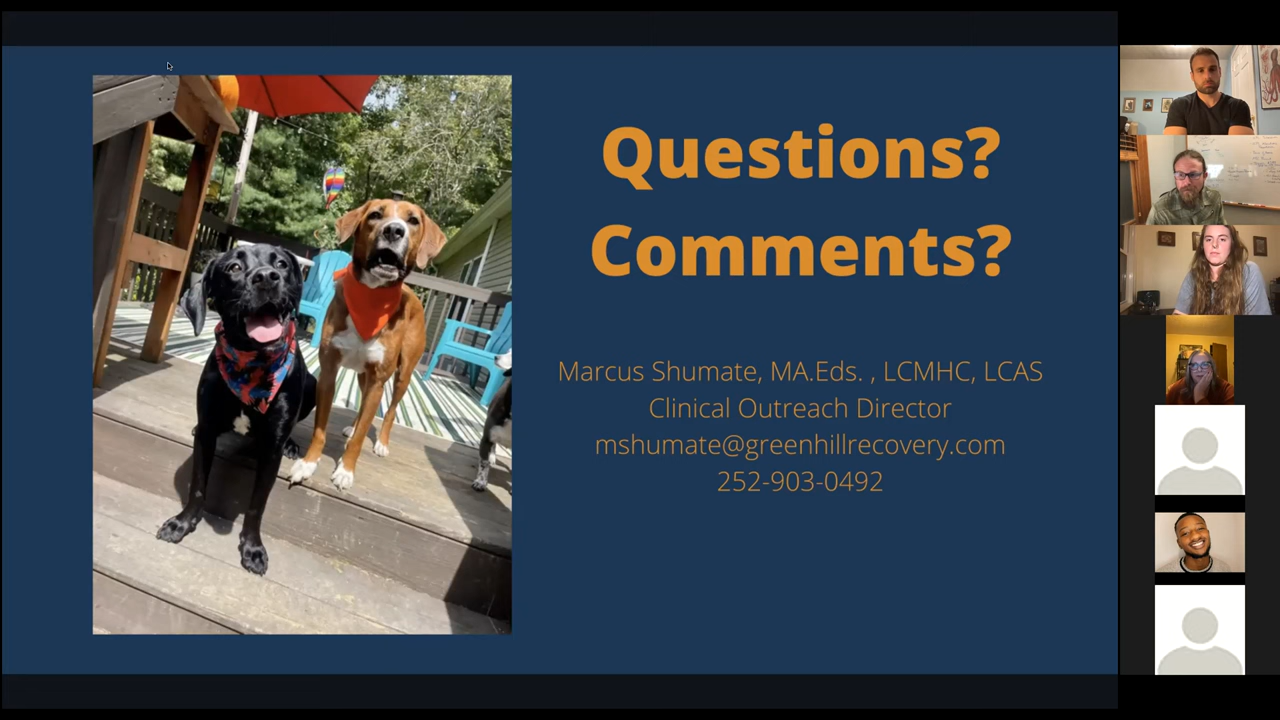 Questions?
Comments?
Marcus Shumate, MA.Eds. , LCMHC, LCAS
Clinical Outreach Director
mshumate@greenhillrecovery.com
252-903-0492